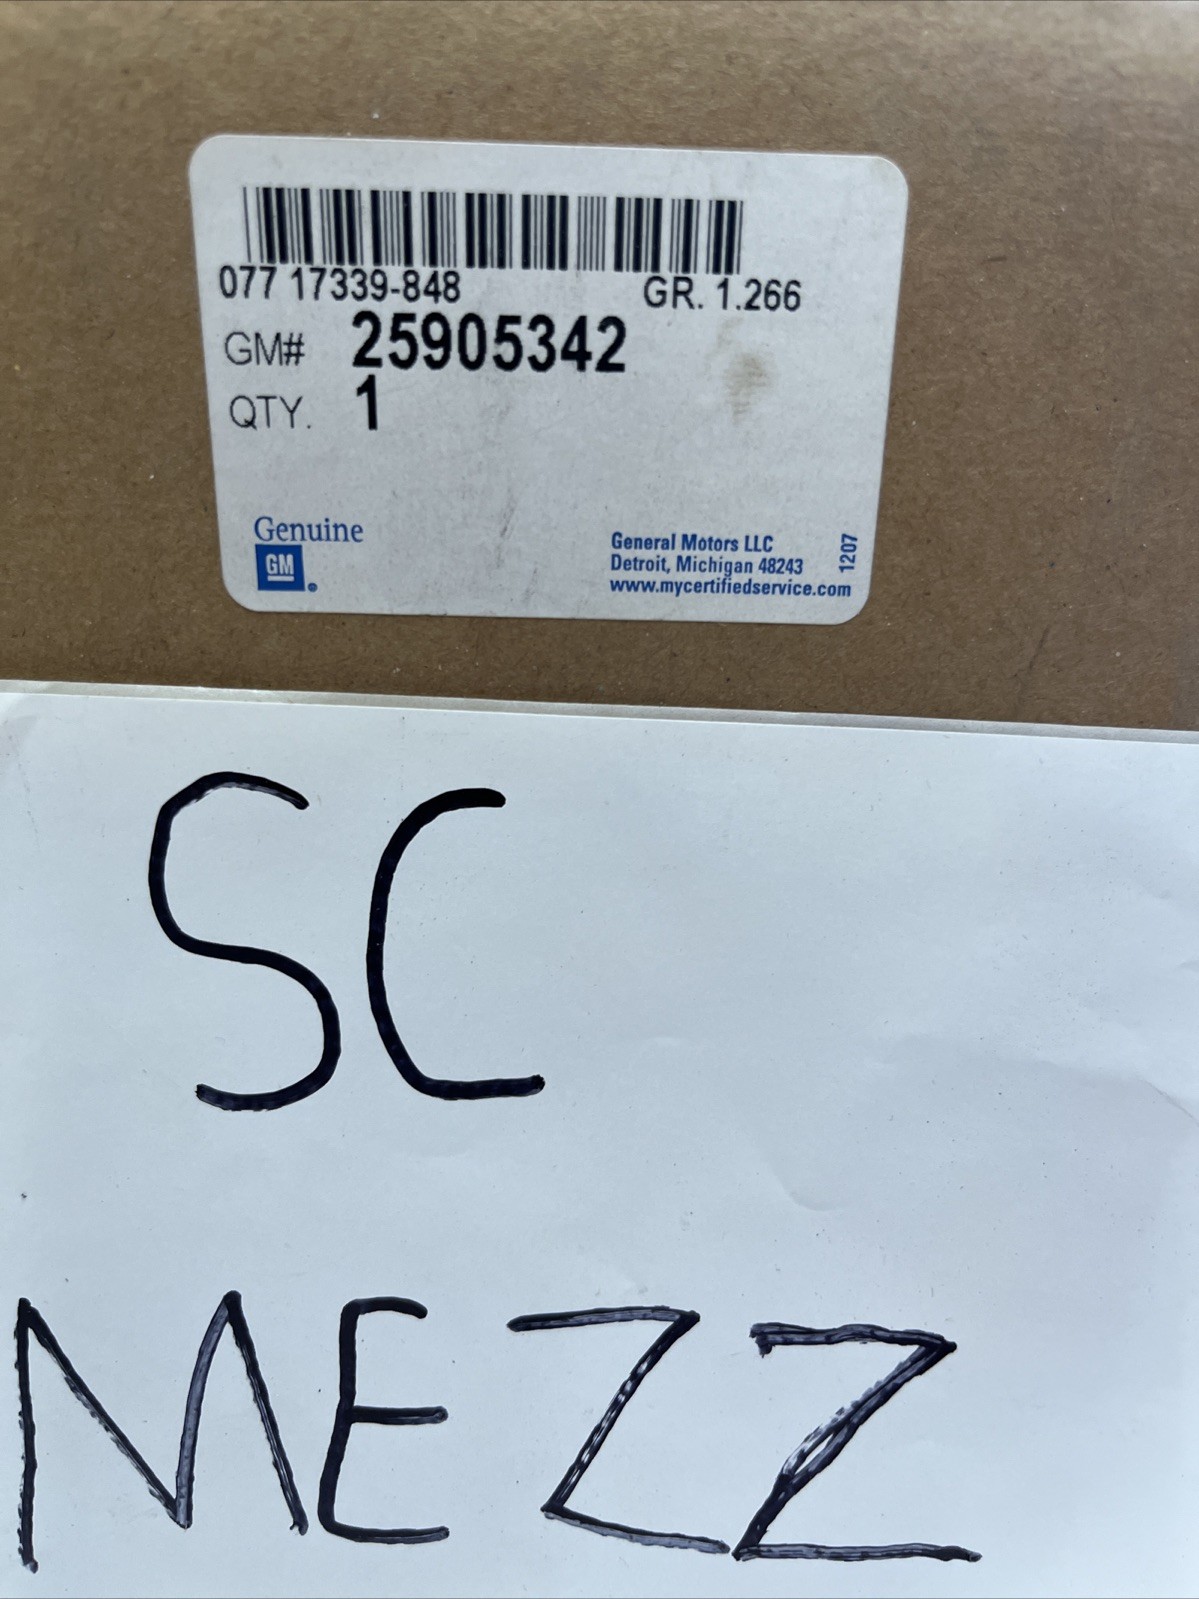 077 17339-848 GR. 1.266
GM# 25905342
QTY. 1
Genuine
GM®
General Motors LLC
Detroit, Michigan 48243
www.mycertifiedservice.com
1207
SC
MEZZ